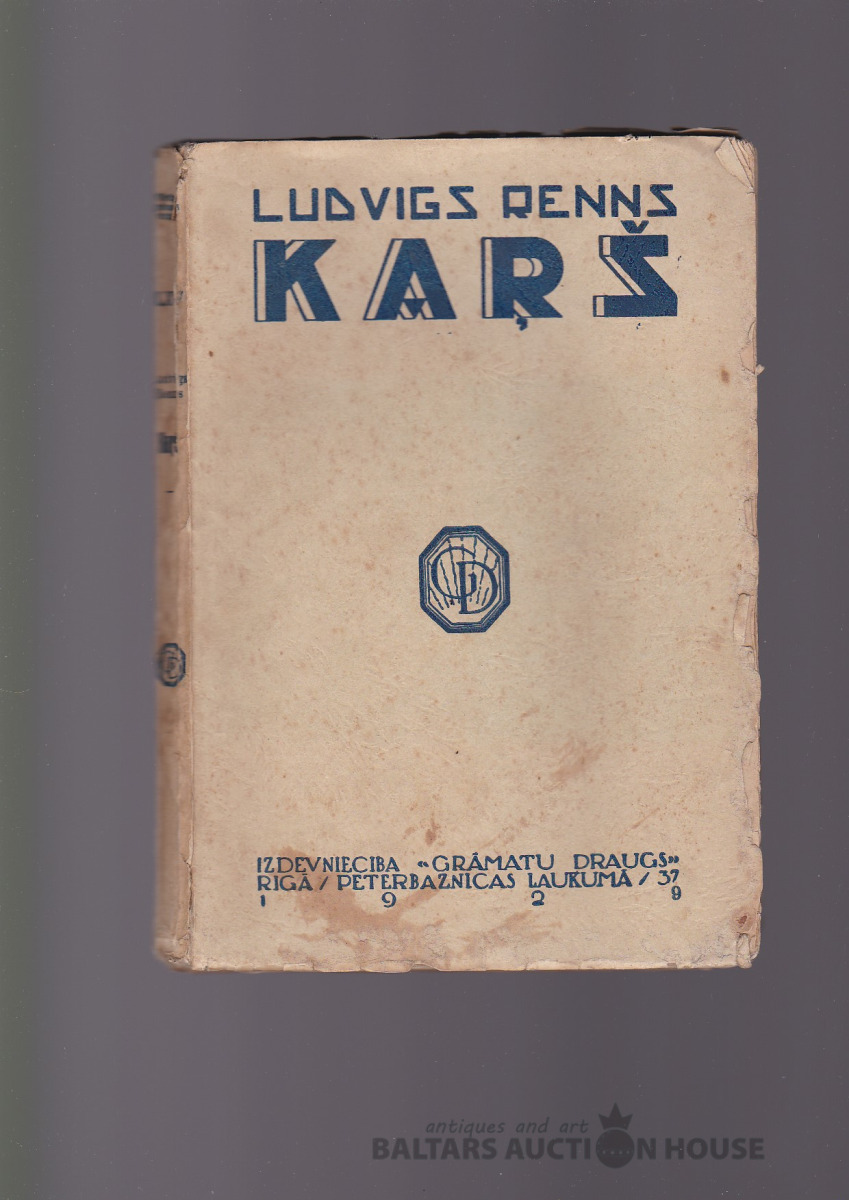 LUDVIGS RENNS
KAŖŠ
GD
IZDEVNIECIBA «GRĀMATU DRAUGS»
RIGĀ / PETERBAZNICAS LAUKUMĀ / 37
1 9 2 9
antiques and art
BALTARS AUCTION HOUSE